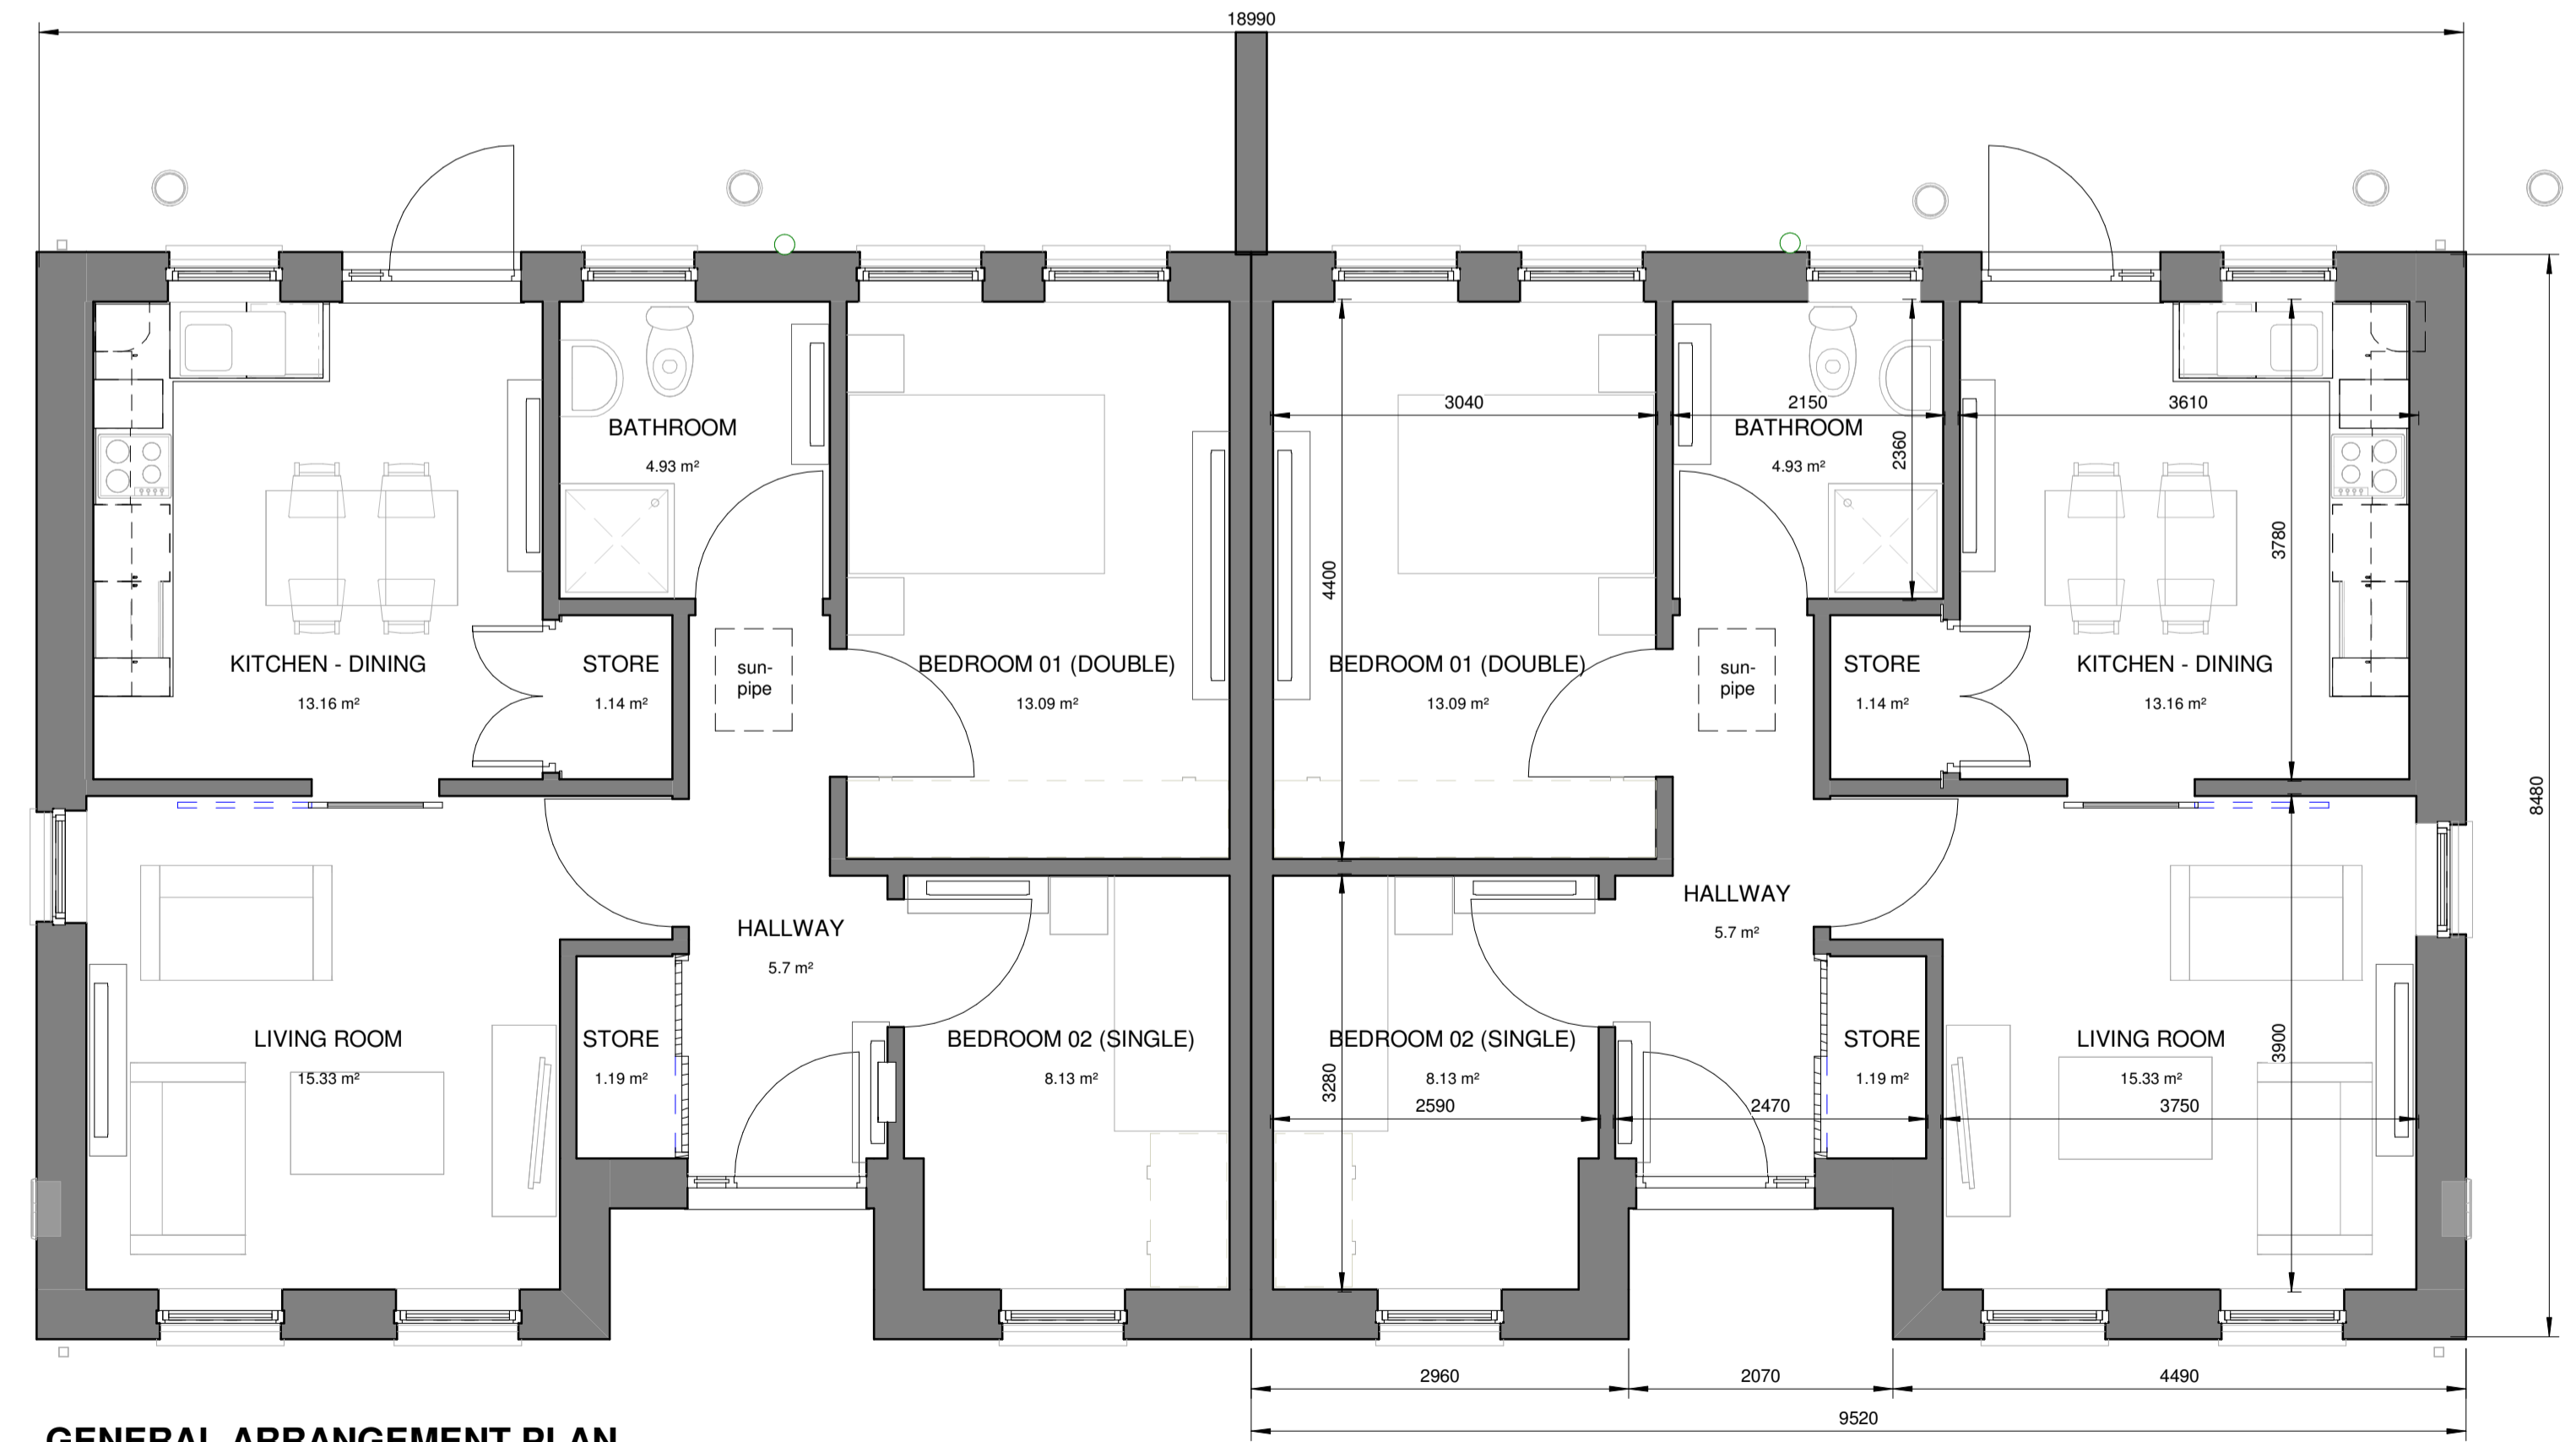 18990
3040
2150
3610
BATHROOM
4.93 m²
BATHROOM
4.93 m²
2360
3780
4400
KITCHEN - DINING
13.16 m²
STORE
1.14 m²
sun-
pipe
BEDROOM 01 (DOUBLE)
13.09 m²
BEDROOM 01 (DOUBLE)
13.09 m²
sun-
pipe
STORE
1.14 m²
KITCHEN - DINING
13.16 m²
8480
HALLWAY
5.7 m²
HALLWAY
5.7 m²
LIVING ROOM
15.33 m²
STORE
1.19 m²
BEDROOM 02 (SINGLE)
8.13 m²
BEDROOM 02 (SINGLE)
8.13 m²
STORE
1.19 m²
LIVING ROOM
15.33 m²
3280
3900
2590
2470
3750
2960
2070
4490
9520
GENERAL ARRANGEMENT PLAN